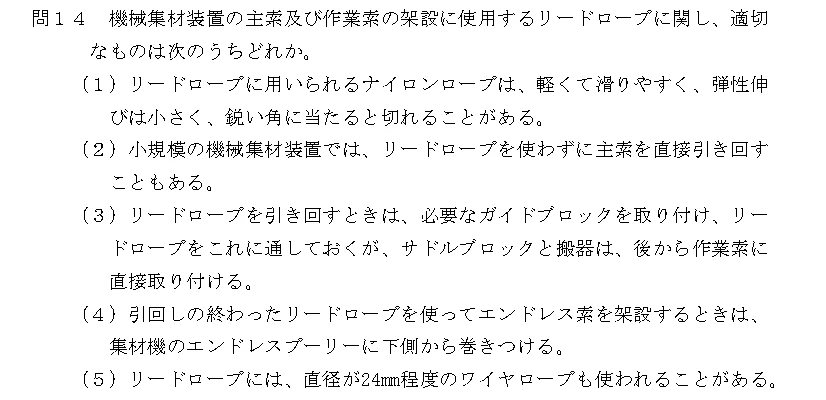 問１４　機械集材装置の主索及び作業索の架設に使用するリードロープに関し、適切
なものは次のうちどれか。
（１）リードロープに用いられるナイロンロープは、軽くて滑りやすく、弾性伸
びは小さく、鋭い角に当たると切れることがある。
（２）小規模の機械集材装置では、リードロープを使わずに主索を直接引き回す
こともある。
（３）リードロープを引き回すときは、必要なガイドブロックを取り付け、リー
ドロープをこれに通しておくが、サドルブロックと搬器は、後から作業索に
直接取り付ける。
（４）引回しの終わったリードロープを使ってエンドレス索を架設するときは、
集材機のエンドレスプーリーに下側から巻きつける。
（５）リードロープには、直径が24mm程度のワイヤロープも使われることがある。